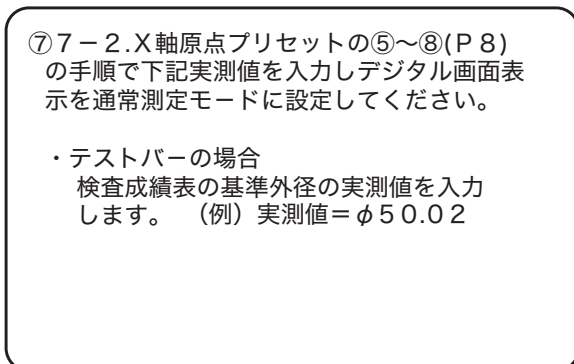 ⑦７－２.Ｘ軸原点プリセットの⑤～⑧(Ｐ８)
の手順で下記実測値を入力しデジタル画面表
示を通常測定モードに設定してください。
・テストバーの場合
検査成績表の基準外径の実測値を入力
します。　（例）実測値＝φ５０.０２